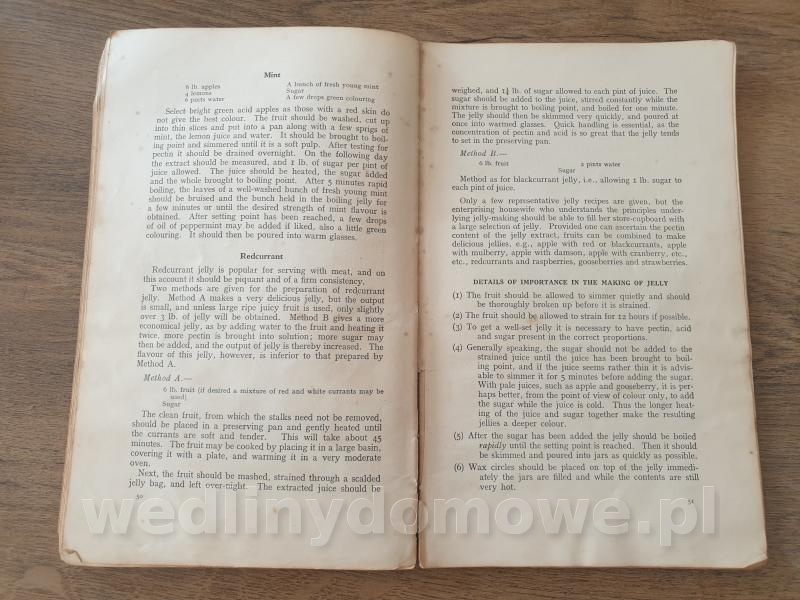 Mint
6 lb. apples    A bunch of fresh young mint
4 lemons    Sugar
6 pints water    A few drops green colouring
Select bright green acid apples as those with a red skin do
not give the best colour. The fruit should be washed, cut up
into thin slices and put into a pan along with a few sprigs of
mint, the lemon juice and water. It should be brought to boil-
ing point and simmered until it is a soft pulp. After testing for
pectin it should be drained overnight. On the following day
the extract should be measured, and 1 lb. of sugar per pint of
juice allowed. The juice should be heated, the sugar added
and the whole brought to boiling point. After 5 minutes rapid
boiling, the leaves of a well-washed bunch of fresh young mint
should be bruised and the bunch held in the boiling jelly for
a few minutes or until the desired strength of mint flavour is
obtained. After setting point has been reached, a few drops
of oil of peppermint may be added if liked, also a little green
colouring. It should then be poured into warm glasses.
Redcurrant
Redcurrant jelly is popular for serving with meat, and on
this account it should be piquant and of a firm consistency.
Two methods are given for the preparation of redcurrant
jelly. Method A makes a very delicious jelly, but the output
is small, and unless large ripe juicy fruit is used, only slightly
over 3 lb. of jelly will be obtained. Method B gives a more
economical jelly, as by adding water to the fruit and heating it
twice, more pectin is brought into solution; more sugar may
then be added, and the output of jelly is thereby increased. The
flavour of this jelly, however, is inferior to that prepared by
Method A.
Method A.—
6 lb. fruit (if desired a mixture of red and white currants may be
used)
Sugar
The clean fruit, from which the stalks need not be removed,
should be placed in a preserving pan and gently heated until
the currants are soft and tender. This will take about 45
minutes. The fruit may be cooked by placing it in a large basin,
covering it with a plate, and warming it in a very moderate
oven.
Next, the fruit should be mashed, strained through a scalded
jelly bag, and left over-night. The extracted juice should be
50
weighed, and 1¼ lb. of sugar allowed to each pint of juice. The
sugar should be added to the juice, stirred constantly while the
mixture is brought to boiling point, and boiled for one minute.
The jelly should then be skimmed very quickly, and poured at
once into warmed glasses. Quick handling is essential, as the
concentration of pectin and acid is so great that the jelly tends
to set in the preserving pan.
Method B.—
6 lb. fruit    2 pints water
Sugar
Method as for blackcurrant jelly, i.e., allowing 1 lb. sugar to
each pint of juice.
Only a few representative jelly recipes are given, but the
enterprising housewife who understands the principles under-
lying jelly-making should be able to fill her store-cupboard with
a large selection of jelly. Provided one can ascertain the pectin
content of the jelly extract, fruits can be combined to make
delicious jellies, e.g., apple with red or blackcurrants, apple
with mulberry, apple with damson, apple with cranberry, etc.,
etc., redcurrants and raspberries, gooseberries and strawberries.
DETAILS OF IMPORTANCE IN THE MAKING OF JELLY
(1) The fruit should be allowed to simmer quietly and should
be thoroughly broken up before it is strained.
(2) The fruit should be allowed to strain for 12 hours if possible.
(3) To get a well-set jelly it is necessary to have pectin, acid
and sugar present in the correct proportions.
(4) Generally speaking, the sugar should not be added to the
strained juice until the juice has been brought to boil-
ing point, and if the juice seems rather thin it is advis-
able to simmer it for 5 minutes before adding the sugar.
With pale juices, such as apple and gooseberry, it is per-
haps better, from the point of view of colour only, to add
the sugar while the juice is cold. Thus the longer heat-
ing of the juice and sugar together make the resulting
jellies a deeper colour.
(5) After the sugar has been added the jelly should be boiled
rapidly until the setting point is reached. Then it should
be skimmed and poured into jars as quickly as possible.
(6) Wax circles should be placed on top of the jelly immedi-
ately the jars are filled and while the contents are still
very hot.
51
wedlinydomowe.pl